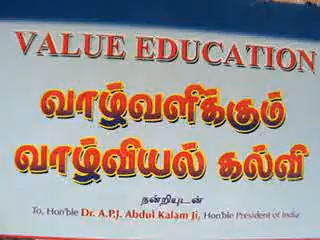 VALUE EDUCATION
வாழ்வளிக்கும்
வாழ்வியல் கல்வி
நன்றியுடன்
To, Hon'ble Dr. A.P.J. Abdul Kalam Ji, Hon'ble President of India